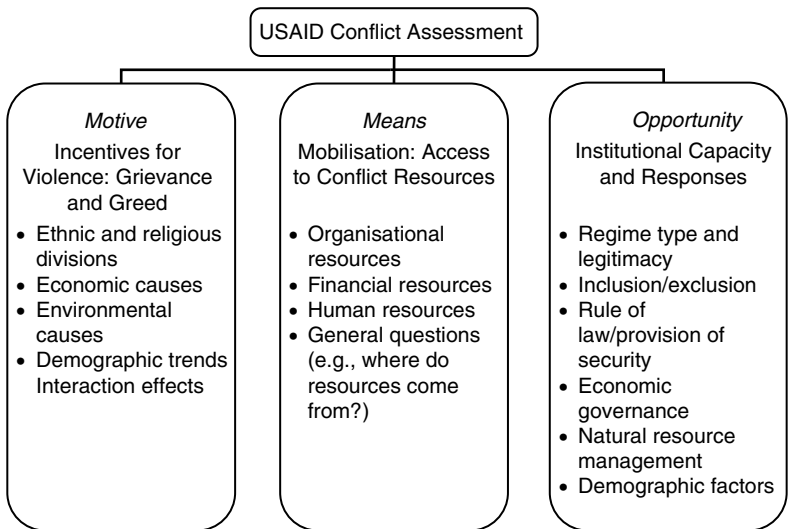 USAID Conflict Assessment
Motive
Incentives for
Violence: Grievance
and Greed
• Ethnic and religious
divisions
• Economic causes
• Environmental
causes
• Demographic trends
Interaction effects
Means
Mobilisation: Access
to Conflict Resources
• Organisational
resources
• Financial resources
• Human resources
• General questions
(e.g., where do
resources come
from?)
Opportunity
Institutional Capacity
and Responses
• Regime type and
legitimacy
• Inclusion/exclusion
• Rule of
law/provision of
security
• Economic
governance
• Natural resource
management
• Demographic factors